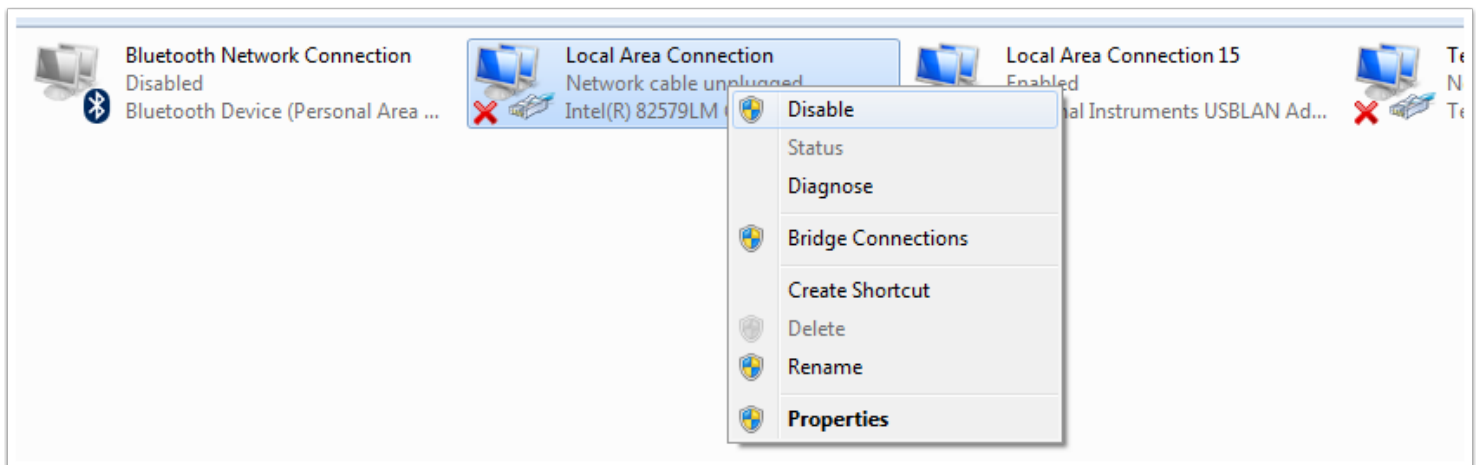 Bluetooth Network Connection
Disabled
Bluetooth Device (Personal Area ...
Local Area Connection
Network cable unplugged
Intel(R) 82579LM
Local Area Connection 15
Enabled
Instruments USBLAN Ad...
Disable
Status
Diagnose
Bridge Connections
Create Shortcut
Delete
Rename
Properties